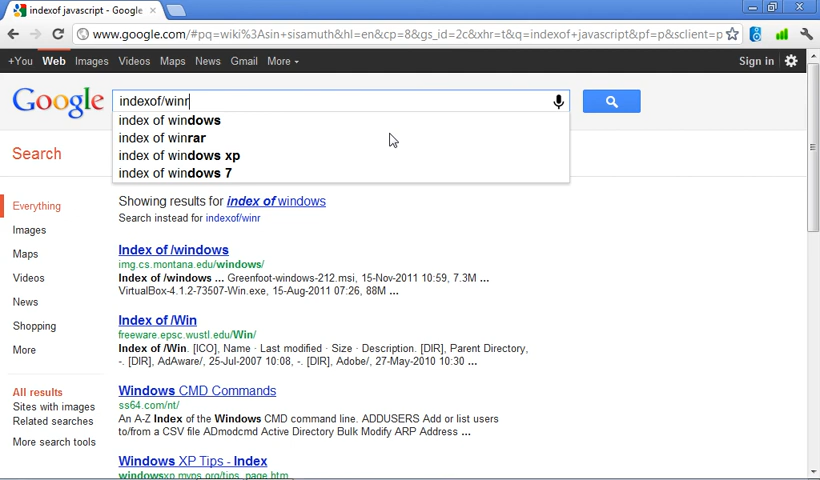 indexof javascript - Google
www.google.com/#pq=wiki%3Asin+sisamuth&hl=en&cp=8&gs_id=2c&xhr=t&q=indexof+javascript&pf=p&sclient=p
+You Web Images Videos Maps News Gmail More Sign in
Google
indexof/winr
index of windows
index of winrar
index of windows xp
index of windows 7
Search
Everything
Images
Maps
Videos
News
Shopping
More
All results
Sites with images
Related searches
More search tools
Showing results for index of windows
Search instead for indexof/winr
Index of /windows
img.cs.montana.edu/windows/
Index of /windows ... Greenfoot-windows-212.msi, 15-Nov-2011 10:59, 7.3M ...
VirtualBox-4.1.2-73507-Win.exe, 15-Aug-2011 07:26, 88M ...
Index of /Win
freeware.epsc.wustl.edu/Win/
Index of /Win. [ICO], Name · Last modified · Size · Description. [DIR], Parent Directory,
-. [DIR], AdAware/, 25-Jul-2007 10:08, -. [DIR], Adobe/, 27-May-2010 10:30 ...
Windows CMD Commands
ss64.com/nt/
An A-Z Index of the Windows CMD command line. ADDUSERS Add or list users
to/from a CSV file ADmodcmd Active Directory Bulk Modify ARP Address ...
Windows XP Tips - Index
windowsxp.mvps.org/tips_page.htm